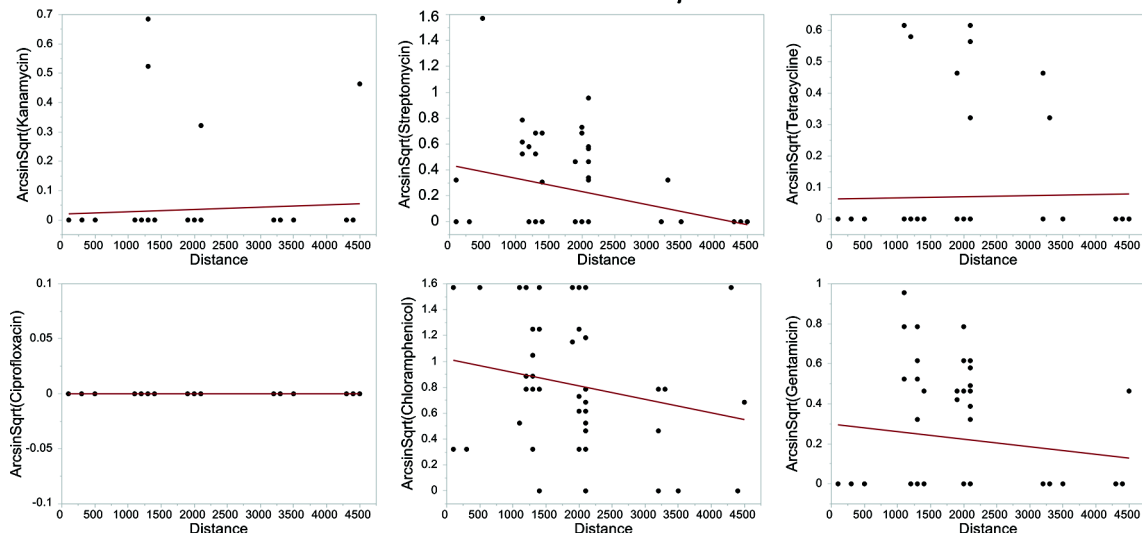 ArcsinSqrt(Kanamycin)
0.7
0.6
0.5
0.4
0.3
0.2
0.1
0
0 500 1000 1500 2000 2500 3000 3500 4000 4500
Distance
ArcsinSqrt(Streptomycin)
1.6
1.4
1.2
1
0.8
0.6
0.4
0.2
0
0 500 1000 1500 2000 2500 3000 3500 4000 4500
Distance
ArcsinSqrt(Tetracycline)
0.6
0.5
0.4
0.3
0.2
0.1
0
0 500 1000 1500 2000 2500 3000 3500 4000 4500
Distance
ArcsinSqrt(Ciprofloxacin)
0.1
0.05
0
-0.05
-0.1
0 500 1000 1500 2000 2500 3000 3500 4000 4500
Distance
ArcsinSqrt(Chloramphenicol)
1.6
1.4
1.2
1
0.8
0.6
0.4
0.2
0
0 500 1000 1500 2000 2500 3000 3500 4000 4500
Distance
ArcsinSqrt(Gentamicin)
1
0.8
0.6
0.4
0.2
0
0 500 1000 1500 2000 2500 3000 3500 4000 4500
Distance